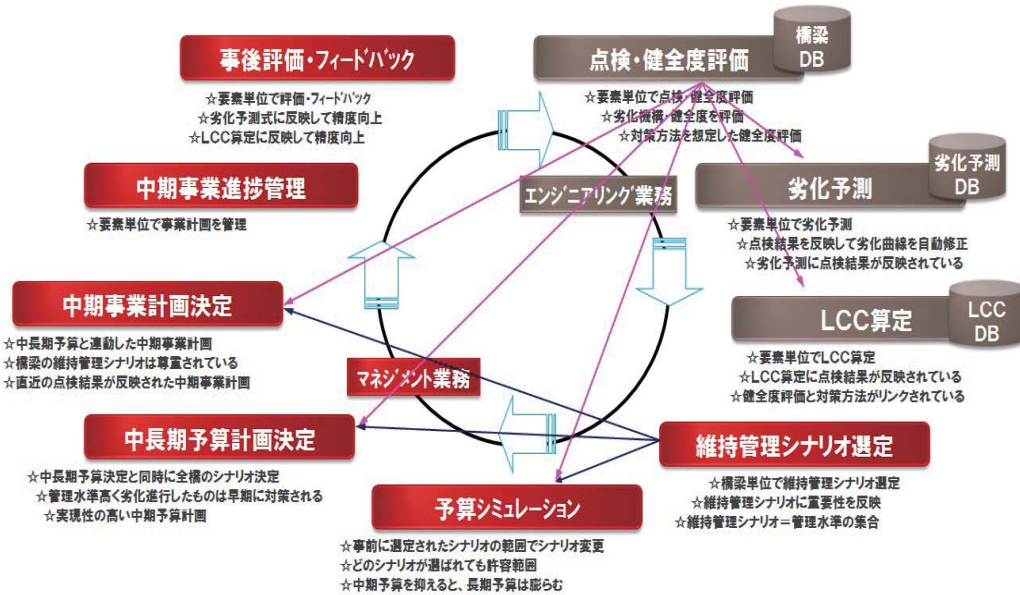 事後評価・フィードバック
☆要素単位で評価・フィードバック
☆劣化予測式に反映して精度向上
☆LCC算定に反映して精度向上
点検・健全度評価
橋梁
DB
☆要素単位で点検・健全度評価
☆劣化機構・健全度を評価
☆対策方法を想定した健全度評価
中期事業進捗管理
☆要素単位で事業計画を管理
エンジニアリング業務
劣化予測
劣化予測
DB
☆要素単位で劣化予測
☆点検結果を反映して劣化曲線を自動修正
☆劣化予測に点検結果が反映されている
中期事業計画決定
☆中長期予算と連動した中期事業計画
☆橋梁の維持管理シナリオは尊重されている
☆直近の点検結果が反映された中期事業計画
LCC算定
LCC
DB
☆要素単位でLCC算定
☆LCC算定に点検結果が反映されている
☆健全度評価と対策方法がリンクされている
マネジメント業務
中長期予算計画決定
☆中長期予算決定と同時に全橋のシナリオ決定
☆管理水準高く劣化進行したものは早期に対策される
☆実現性の高い中期予算計画
維持管理シナリオ選定
☆橋梁単位で維持管理シナリオ選定
☆維持管理シナリオに重要性を反映
☆維持管理シナリオ＝管理水準の集合
予算シミュレーション
☆事前に選定されたシナリオの範囲でシナリオ変更
☆どのシナリオが選ばれても許容範囲
☆中期予算を抑えると、長期予算は膨らむ